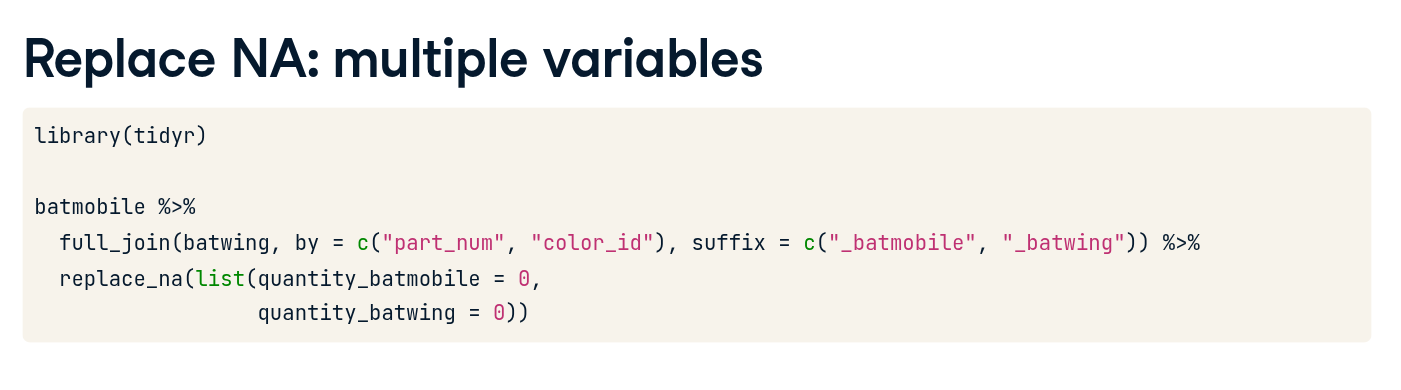 Replace NA: multiple variables
library(tidyr)
batmobile %>%
  full_join(batwing, by = c("part_num", "color_id"), suffix = c("_batmobile", "_batwing")) %>%
  replace_na(list(quantity_batmobile = 0,
                  quantity_batwing = 0))